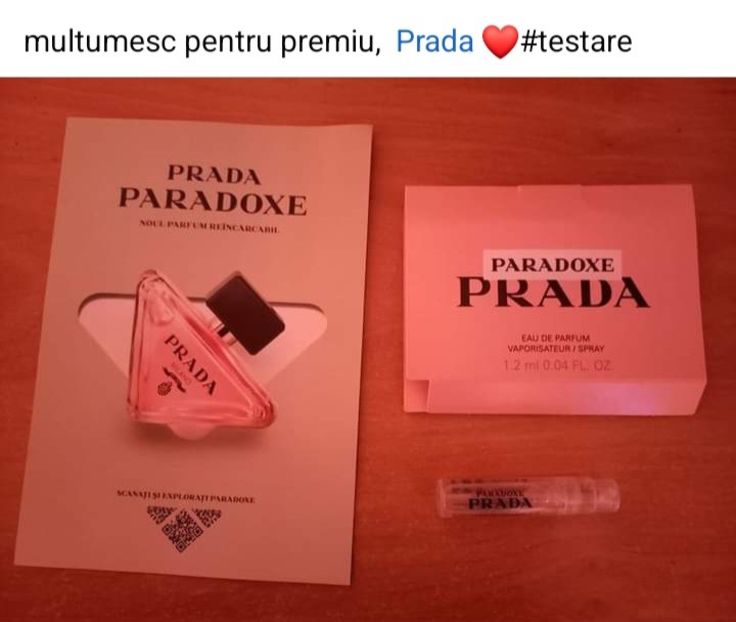 multumesc pentru premiu, Prada ❤️#testare
PRADA
PARADOXE
NOUL PARFUM REÎNCĂRCABIL
PRADA
MILANO
SCANAȚI ȘI EXPLORAȚI PARADOXE
PARADOXE
PRADA
EAU DE PARFUM
VAPORISATEUR / SPRAY
1.2 ml 0.04 FL. OZ.
PARADOXE
PRADA